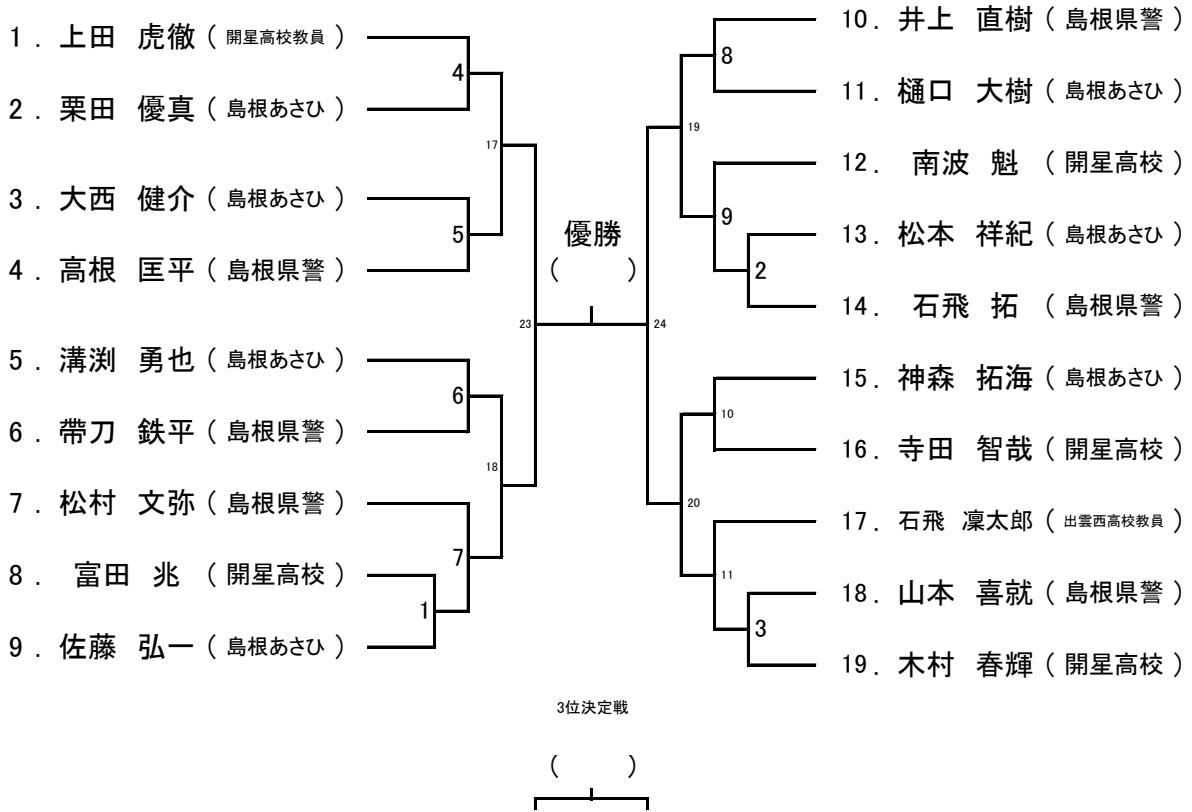 1. 上田 虎徹 ( 開星高校教員 )
4
2. 栗田 優真 ( 島根あさひ )
17
3. 大西 健介 ( 島根あさひ )
5
4. 高根 匡平 ( 島根県警 )
23
5. 溝渕 勇也 ( 島根あさひ )
6
6. 帯刀 鉄平 ( 島根県警 )
18
7. 松村 文弥 ( 島根県警 )
7
8. 富田 兆 ( 開星高校 )
1
9. 佐藤 弘一 ( 島根あさひ )
優勝
( )
10. 井上 直樹 ( 島根県警 )
8
11. 樋口 大樹 ( 島根あさひ )
19
12. 南波 魁 ( 開星高校 )
9
13. 松本 祥紀 ( 島根あさひ )
2
14. 石飛 拓 ( 島根県警 )
24
15. 神森 拓海 ( 島根あさひ )
10
16. 寺田 智哉 ( 開星高校 )
20
17. 石飛 凜太郎 ( 出雲西高校教員 )
11
18. 山本 喜就 ( 島根県警 )
3
19. 木村 春輝 ( 開星高校 )
3位決定戦
( )